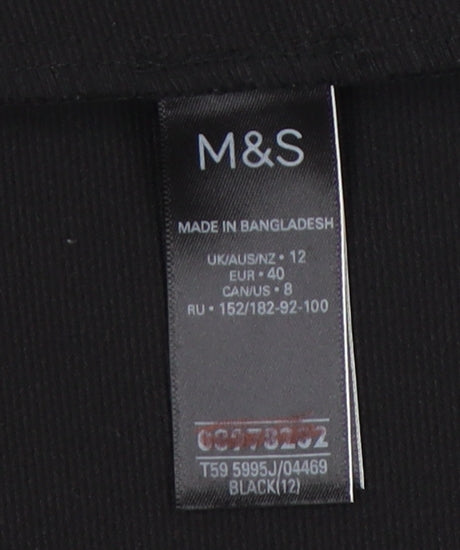 M&S
MADE IN BANGLADESH
UK/AUS/NZ • 12
EUR • 40
CAN/US • 8
RU • 152/182-92-100
T59 5995J/04469
BLACK(12)